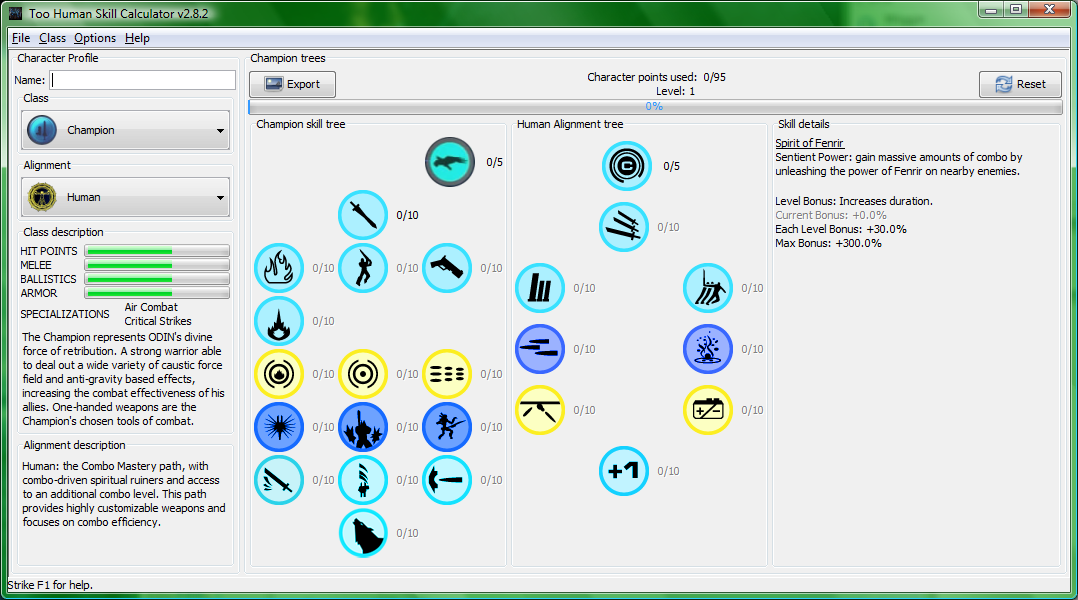 Too Human Skill Calculator v2.8.2
File Class Options Help
Character Profile
Name:
Class
Champion
Alignment
Human
Class description
HIT POINTS
MELEE
BALLISTICS
ARMOR
SPECIALIZATIONS
Air Combat
Critical Strikes
The Champion represents ODIN's divine
force of retribution. A strong warrior able
to deal out a wide variety of caustic force
field and anti-gravity based effects,
increasing the combat effectiveness of his
allies. One-handed weapons are the
Champion's chosen tools of combat.
Alignment description
Human: the Combo Mastery path, with
combo-driven spiritual ruiners and access
to an additional combo level. This path
provides highly customizable weapons and
focuses on combo efficiency.
Champion trees
Export
Character points used: 0/95
Level: 1
Reset
0%
Champion skill tree
0/5
0/10
0/10 0/10 0/10
0/10
0/10 0/10 0/10
0/10 0/10 0/10
0/10 0/10 0/10
0/10
Human Alignment tree
0/5
0/10
0/10 0/10
0/10 0/10
0/10 0/10
+1 0/10
Skill details
Spirit of Fenrir
Sentient Power: gain massive amounts of combo by
unleashing the power of Fenrir on nearby enemies.
Level Bonus: Increases duration.
Current Bonus: +0.0%
Each Level Bonus: +30.0%
Max Bonus: +300.0%
Strike F1 for help.